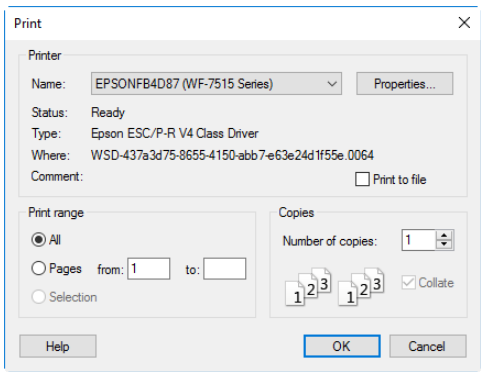 Print
Printer
Name: EPSONFB4D87 (WF-7515 Series) Properties...
Status: Ready
Type: Epson ESC/P-R V4 Class Driver
Where: WSD-437a3d75-8655-4150-abb7-e63e24d1f55e.0064
Comment: Print to file
Print range
All
Pages from: 1 to:
Selection
Copies
Number of copies: 1
1 2 3 1 2 3 Collate
Help OK Cancel